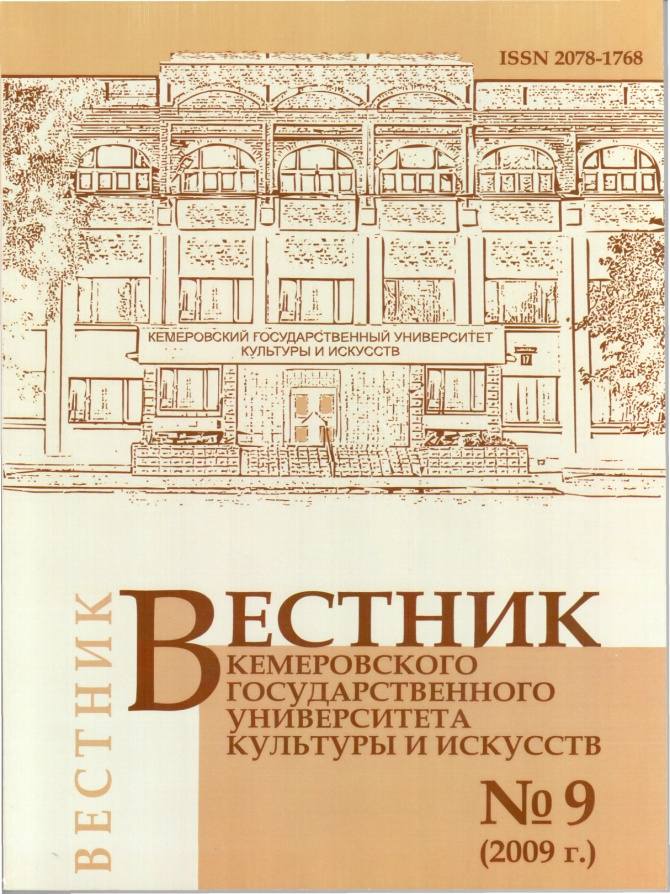 ISSN 2078-1768
КЕМЕРОВСКИЙ ГОСУДАРСТВЕННЫЙ УНИВЕРСИТЕТ
КУЛЬТУРЫ И ИСКУССТВ
17
ВЕСТНИК
ВЕСТНИК
КЕМЕРОВСКОГО
ГОСУДАРСТВЕННОГО
УНИВЕРСИТЕТА
КУЛЬТУРЫ И ИСКУССТВ
№ 9
(2009 г.)